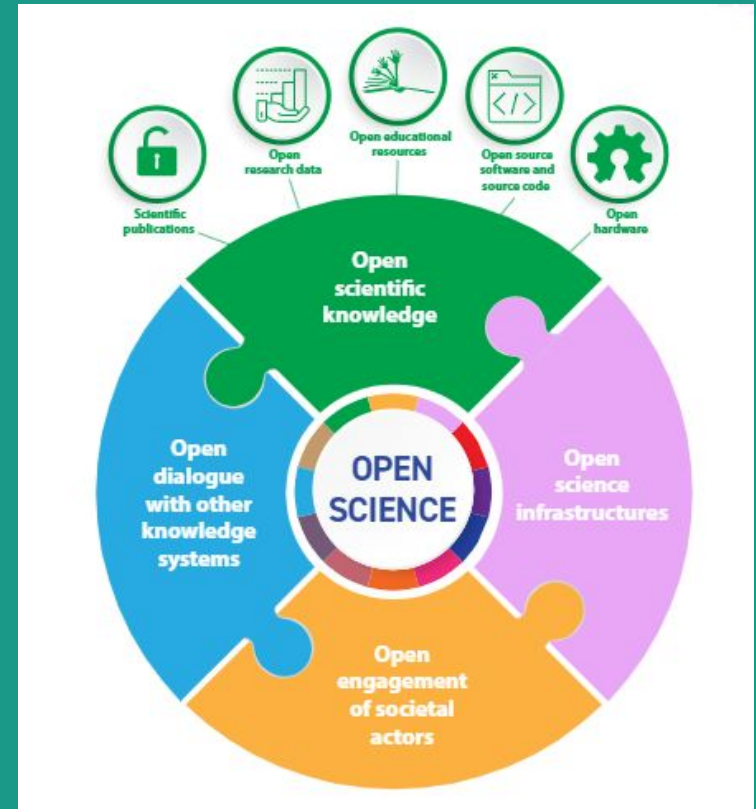 Scientific
publications
Open
research data
Open educational
resources
Open source
software and
source code
Open
hardware
Open
scientific
knowledge
Open
dialogue
with other
knowledge
systems
OPEN
SCIENCE
Open
science
infrastructures
Open
engagement
of societal
actors